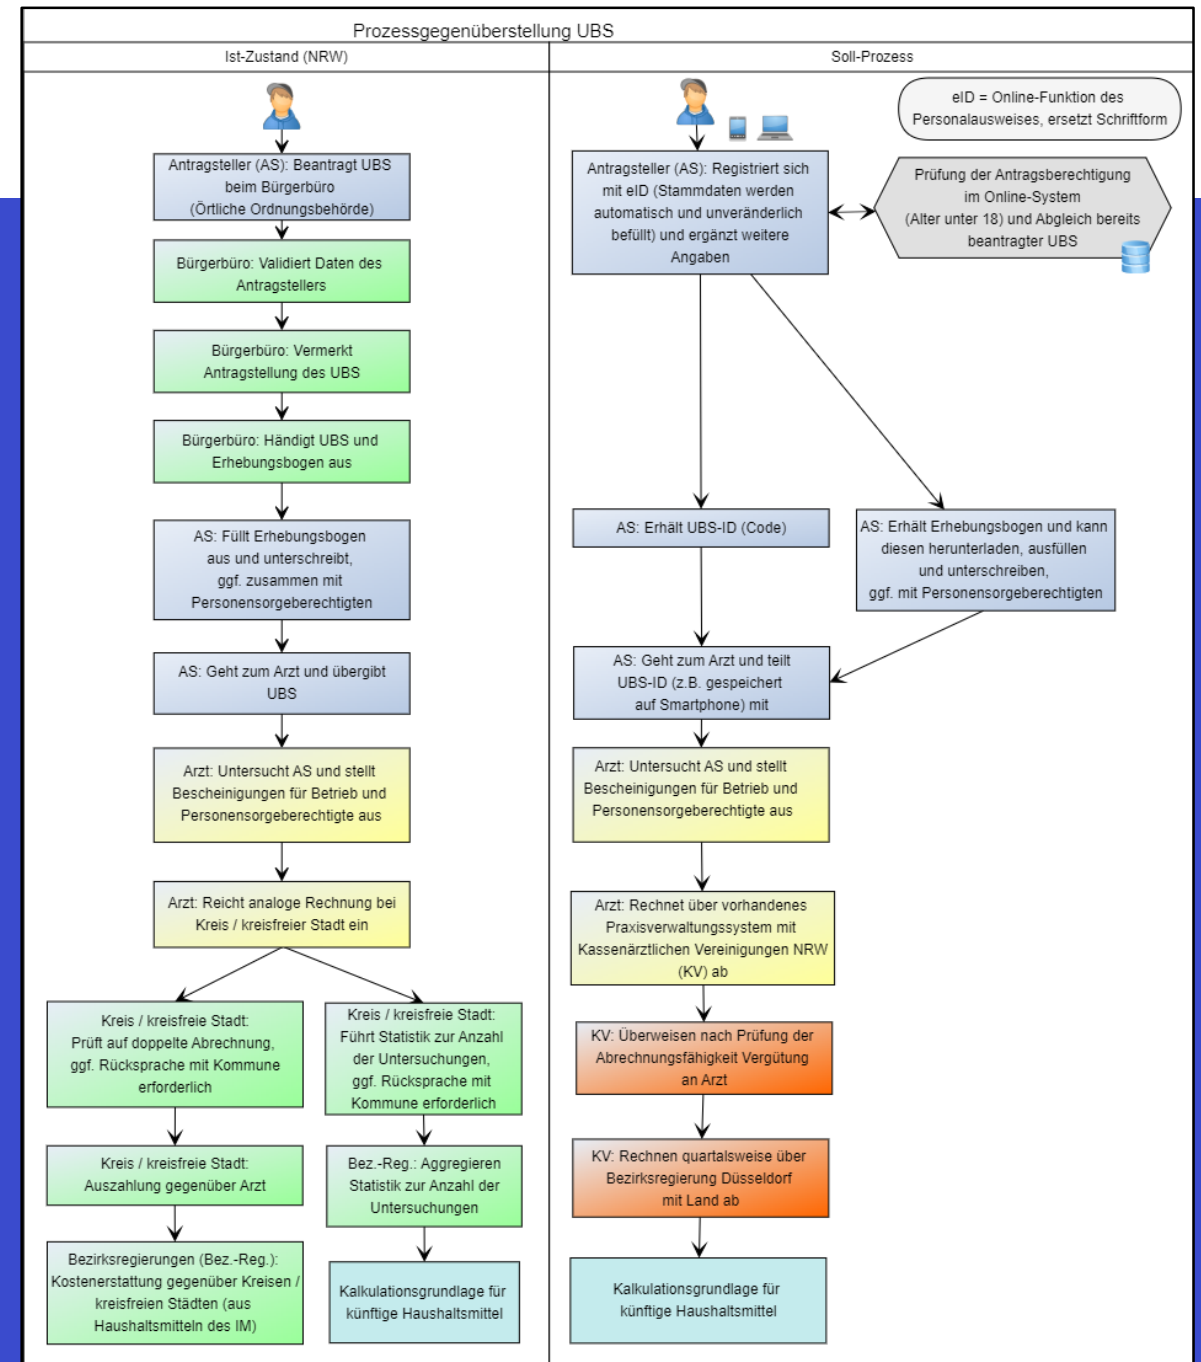 Prozessgegenüberstellung UBS
Ist-Zustand (NRW)
Antragsteller (AS): Beantragt UBS
beim Bürgerbüro
(Örtliche Ordnungsbehörde)
Bürgerbüro: Validiert Daten des
Antragstellers
Bürgerbüro: Vermerkt
Antragstellung des UBS
Bürgerbüro: Händigt UBS und
Erhebungsbogen aus
AS: Füllt Erhebungsbogen
aus und unterschreibt,
ggf. zusammen mit
Personensorgeberechtigten
AS: Geht zum Arzt und übergibt
UBS
Arzt: Untersucht AS und stellt
Bescheinigungen für Betrieb und
Personensorgeberechtigte aus
Arzt: Reicht analoge Rechnung bei
Kreis / kreisfreier Stadt ein
Kreis / kreisfreie Stadt:
Prüft auf doppelte Abrechnung,
ggf. Rücksprache mit Kommune
erforderlich
Kreis / kreisfreie Stadt:
Auszahlung gegenüber Arzt
Bezirksregierungen (Bez.-Reg.):
Kostenerstattung gegenüber Kreisen /
kreisfreien Städten (aus
Haushaltsmitteln des IM)
Kreis / kreisfreie Stadt:
Führt Statistik zur Anzahl
der Untersuchungen,
ggf. Rücksprache mit
Kommune erforderlich
Bez.-Reg.: Aggregieren
Statistik zur Anzahl der
Untersuchungen
Kalkulationsgrundlage für
künftige Haushaltsmittel
Soll-Prozess
eID = Online-Funktion des
Personalausweises, ersetzt Schriftform
Antragsteller (AS): Registriert sich
mit eID (Stammdaten werden
automatisch und unveränderlich
befüllt) und ergänzt weitere
Angaben
Prüfung der Antragsberechtigung
im Online-System
(Alter unter 18) und Abgleich bereits
beantragter UBS
AS: Erhält UBS-ID (Code)
AS: Erhält Erhebungsbogen und kann
diesen herunterladen, ausfüllen
und unterschreiben,
ggf. mit Personensorgeberechtigten
AS: Geht zum Arzt und teilt
UBS-ID (z.B. gespeichert
auf Smartphone) mit
Arzt: Untersucht AS und stellt
Bescheinigungen für Betrieb und
Personensorgeberechtigte aus
Arzt: Rechnet über vorhandenes
Praxisverwaltungssystem mit
Kassenärztlichen Vereinigungen NRW
(KV) ab
KV: Überweisen nach Prüfung der
Abrechnungsfähigkeit Vergütung
an Arzt
KV: Rechnen quartalsweise über
Bezirksregierung Düsseldorf
mit Land ab
Kalkulationsgrundlage für
künftige Haushaltsmittel